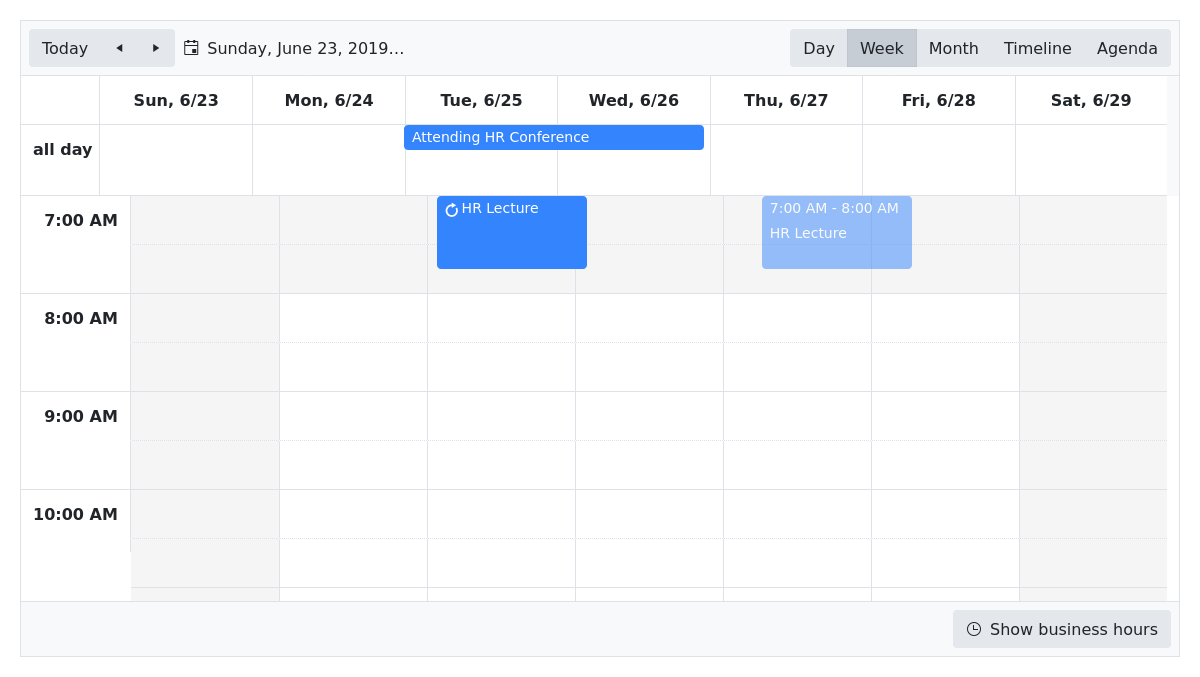 Today
Sunday, June 23, 2019...
Day
Week
Month
Timeline
Agenda
Sun, 6/23
Mon, 6/24
Tue, 6/25
Wed, 6/26
Thu, 6/27
Fri, 6/28
Sat, 6/29
all day
Attending HR Conference
7:00 AM
HR Lecture
7:00 AM - 8:00 AM
HR Lecture
8:00 AM
9:00 AM
10:00 AM
Show business hours